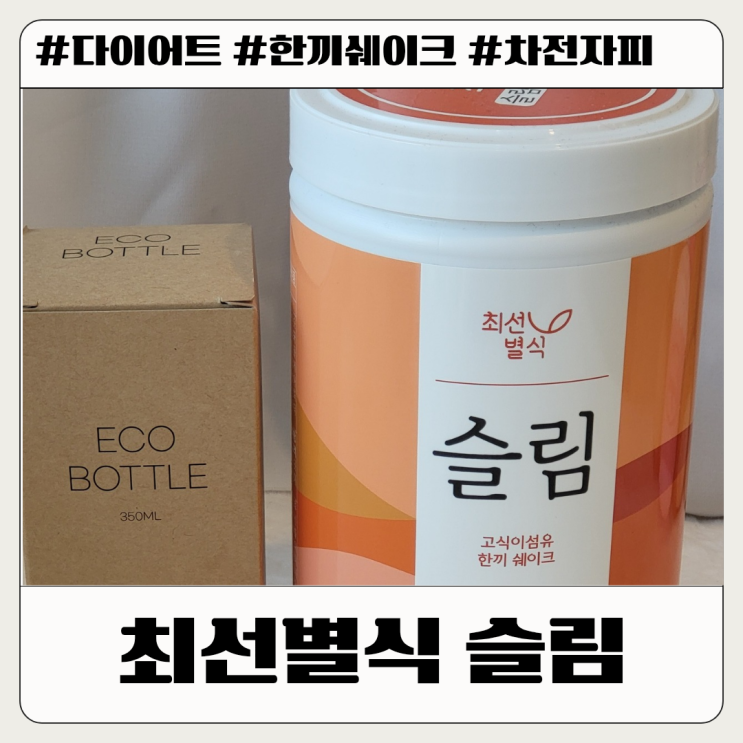 #다이어트 #한끼쉐이크 #차전자피
ECO
BOTTLE
ECO
BOTTLE
350ML
최선
별식
슬림
고식이섬유
한끼 쉐이크
최선별식 슬림